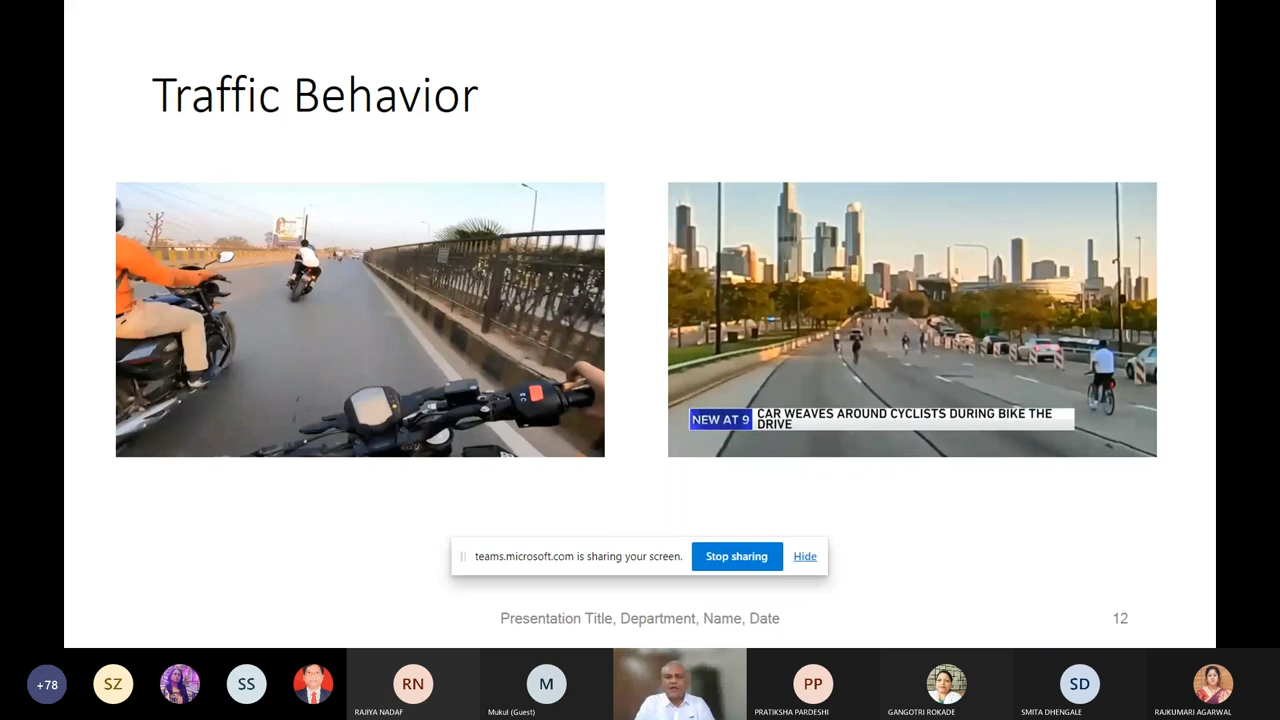 Traffic Behavior
NEW AT 9
CAR WEAVES AROUND CYCLISTS DURING BIKE THE
DRIVE
teams.microsoft.com is sharing your screen.
Stop sharing
Hide
Presentation Title, Department, Name, Date
12
+78
SZ
SS
RN
M
PP
SD
RAJIYA NADAF
Mukul (Guest)
PRATIKSHA PARDESHI
GANGOTRI ROKADE
SMITA DHENGALE
RAJKUMARI AGARWAL